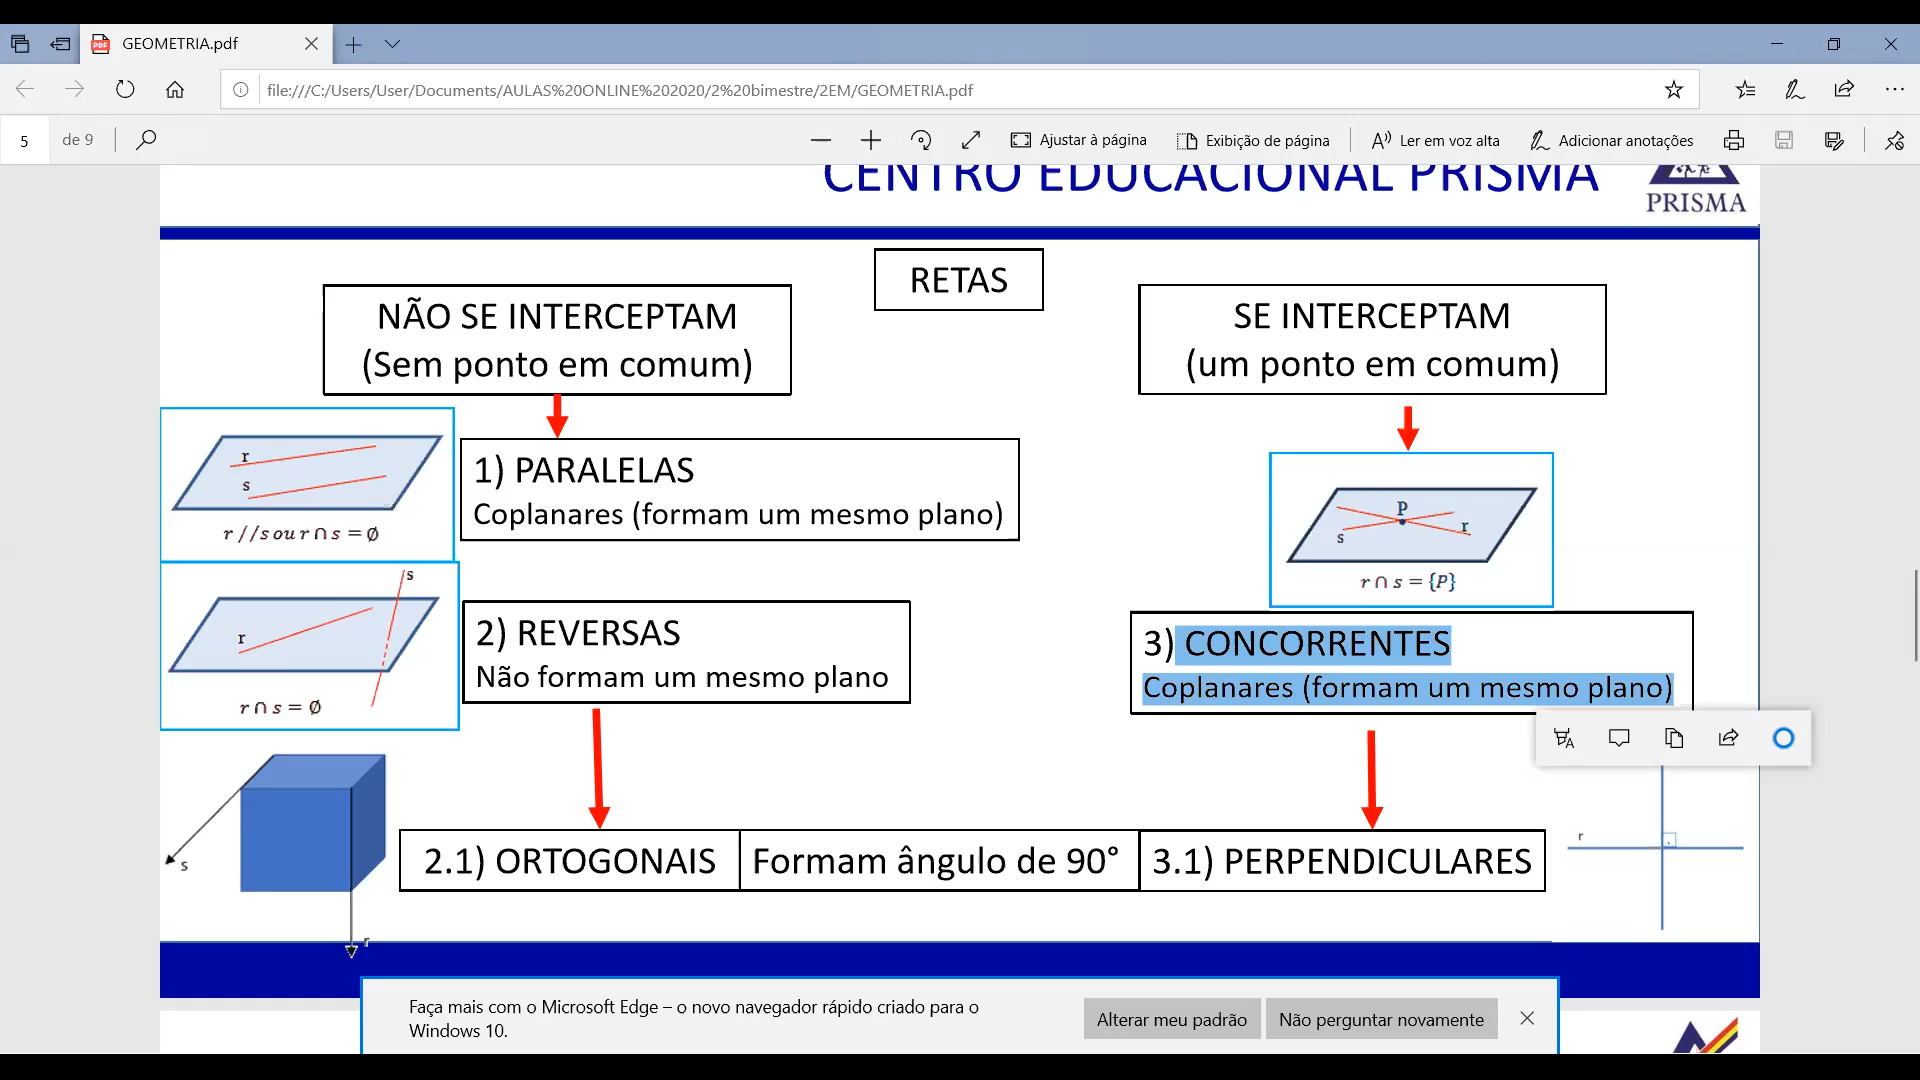 GEOMETRIA.pdf
file:///C:/Users/User/Documents/AULAS%20ONLINE%202020/2%20bimestre/2EM/GEOMETRIA.pdf
5 de 9
Ajustar à página
Exibição de página
Ler em voz alta
Adicionar anotações
CENTRO EDUCACIONAL PRISMA
PRISMA
RETAS
NÃO SE INTERCEPTAM
(Sem ponto em comum)
SE INTERCEPTAM
(um ponto em comum)
r
s
r // s ou r ∩ s = ∅
1) PARALELAS
Coplanares (formam um mesmo plano)
P
s
r
r ∩ s = {P}
s
r
r ∩ s = ∅
2) REVERSAS
Não formam um mesmo plano
3) CONCORRENTES
Coplanares (formam um mesmo plano)
s
r
2.1) ORTOGONAIS
Formam ângulo de 90°
3.1) PERPENDICULARES
r
Faça mais com o Microsoft Edge – o novo navegador rápido criado para o
Windows 10.
Alterar meu padrão
Não perguntar novamente